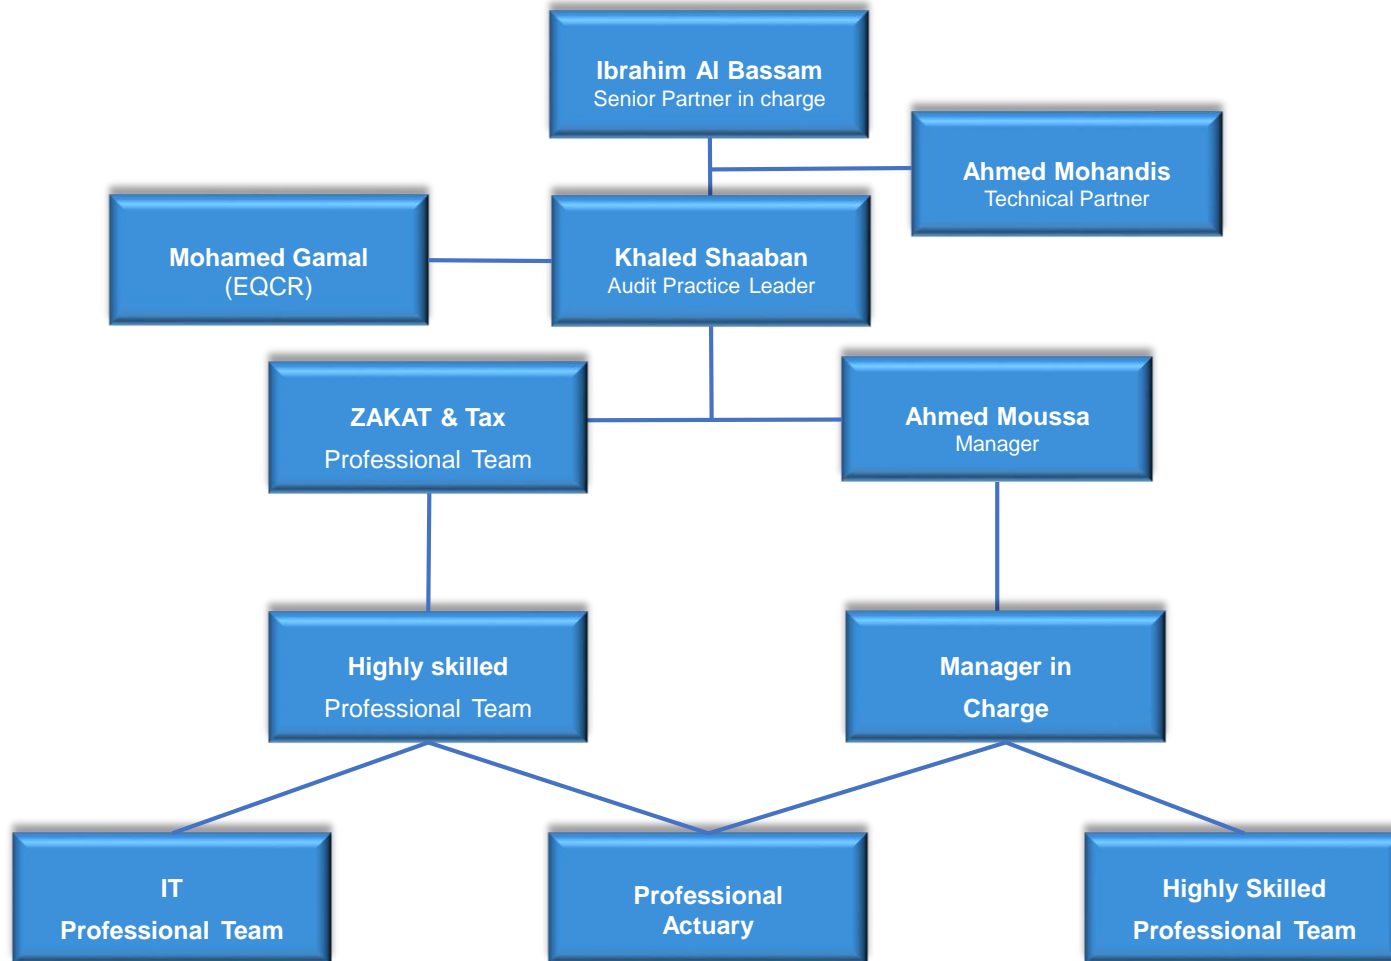 Ibrahim Al Bassam
Senior Partner in charge
Ahmed Mohandis
Technical Partner
Mohamed Gamal
(EQCR)
Khaled Shaaban
Audit Practice Leader
ZAKAT & Tax
Professional Team
Ahmed Moussa
Manager
Highly skilled
Professional Team
Manager in
Charge
IT
Professional Team
Professional
Actuary
Highly Skilled
Professional Team